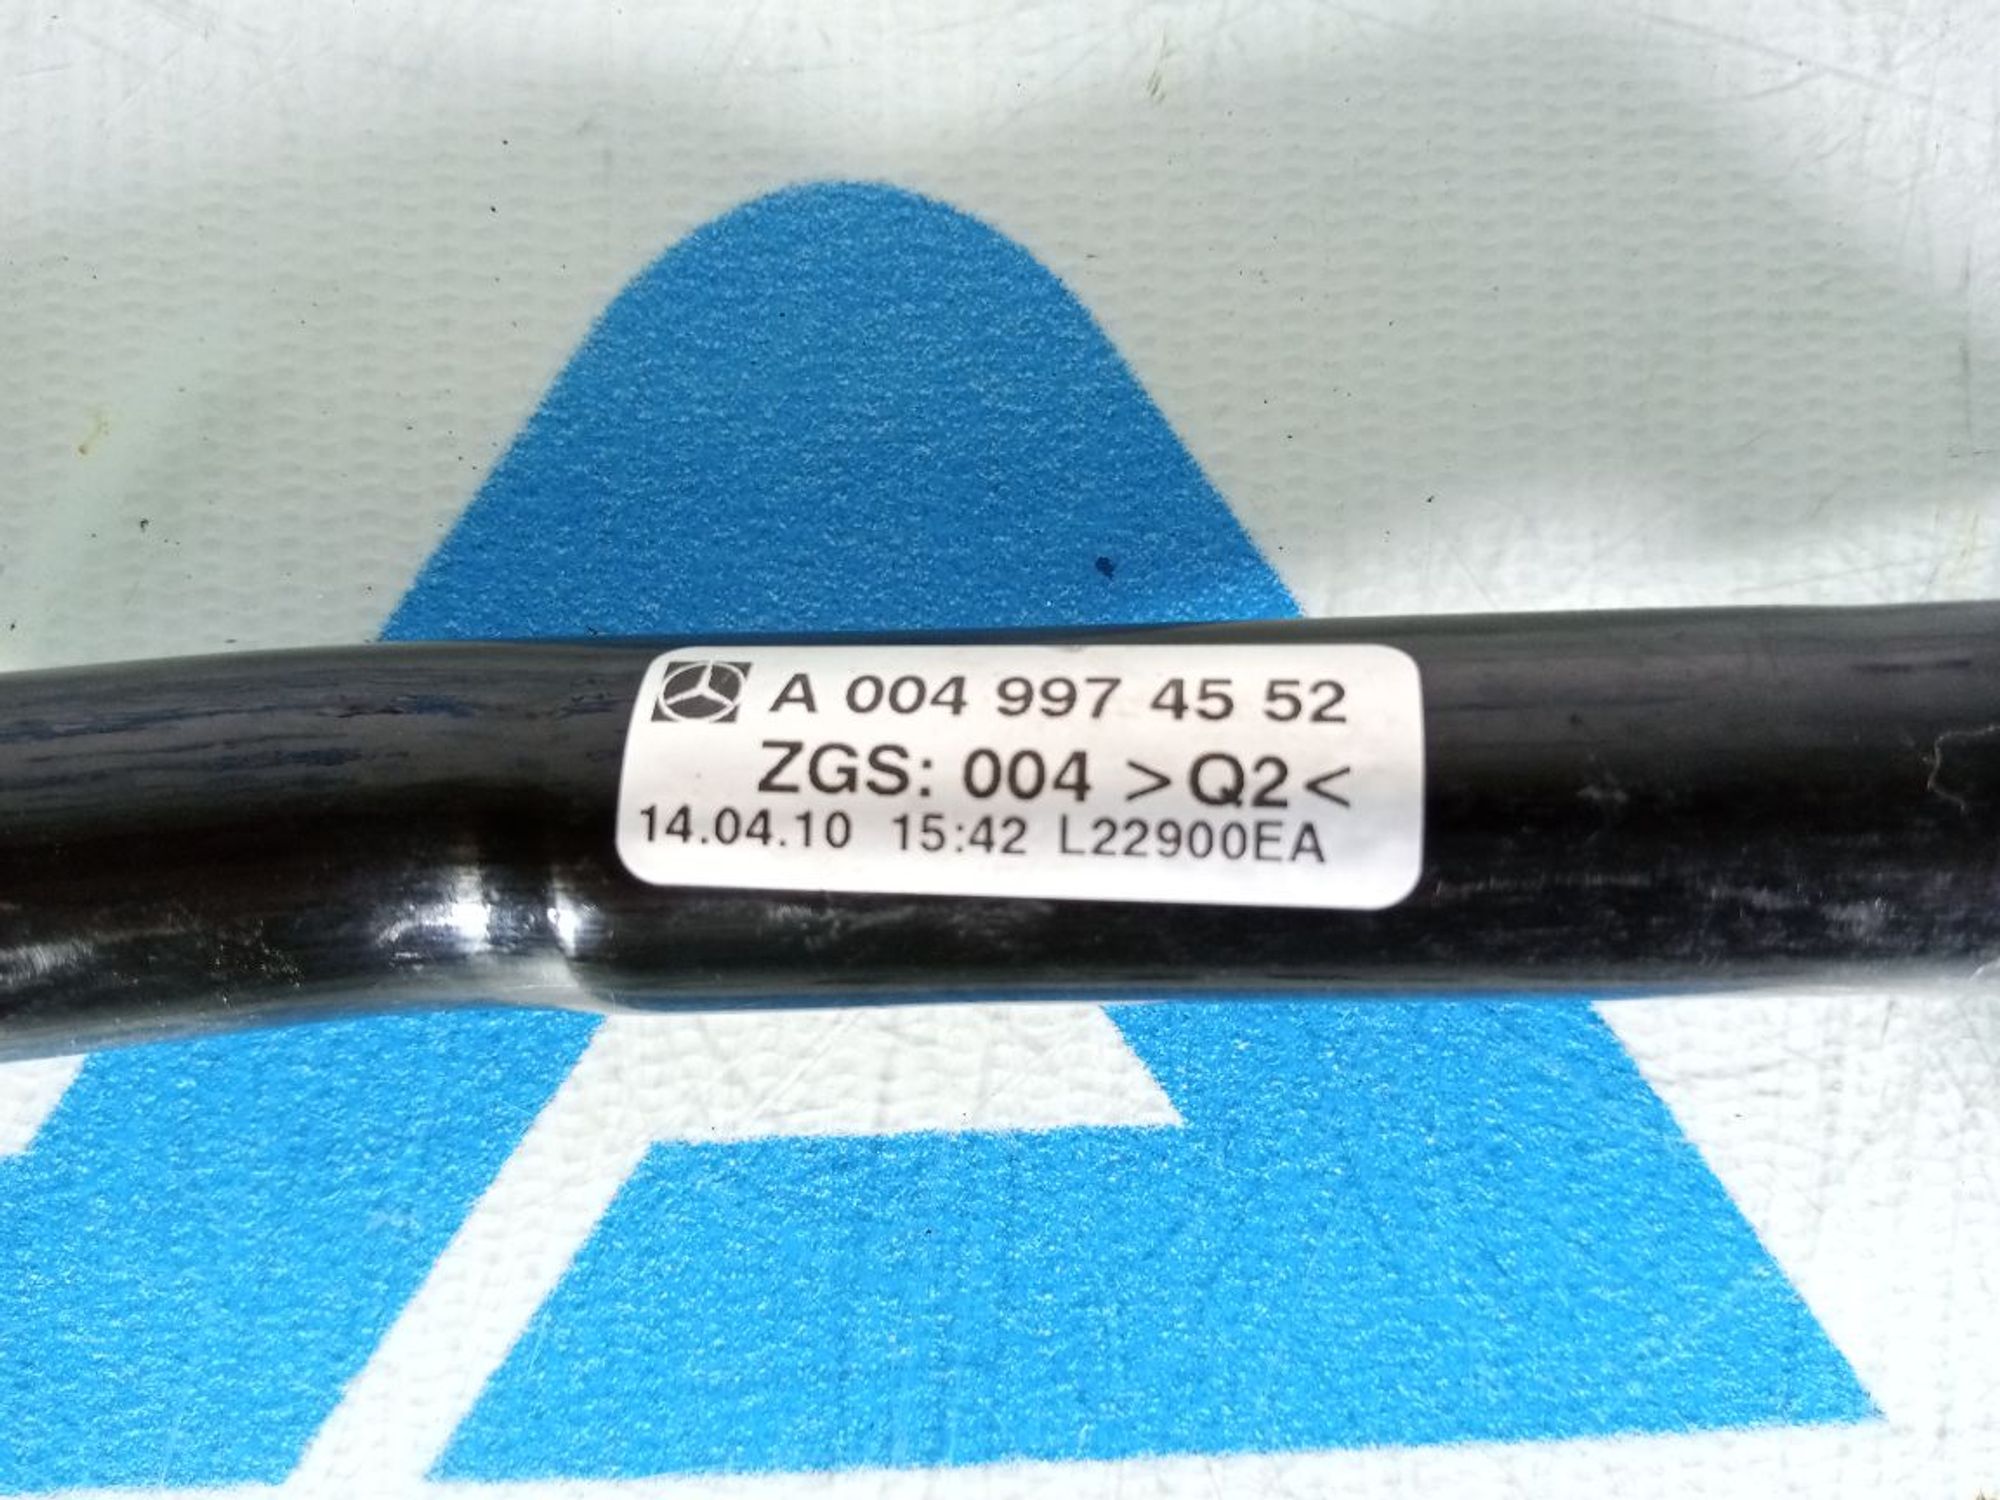 A 004 997 45 52
ZGS: 004 >Q2<
14.04.10 15:42 L22900EA